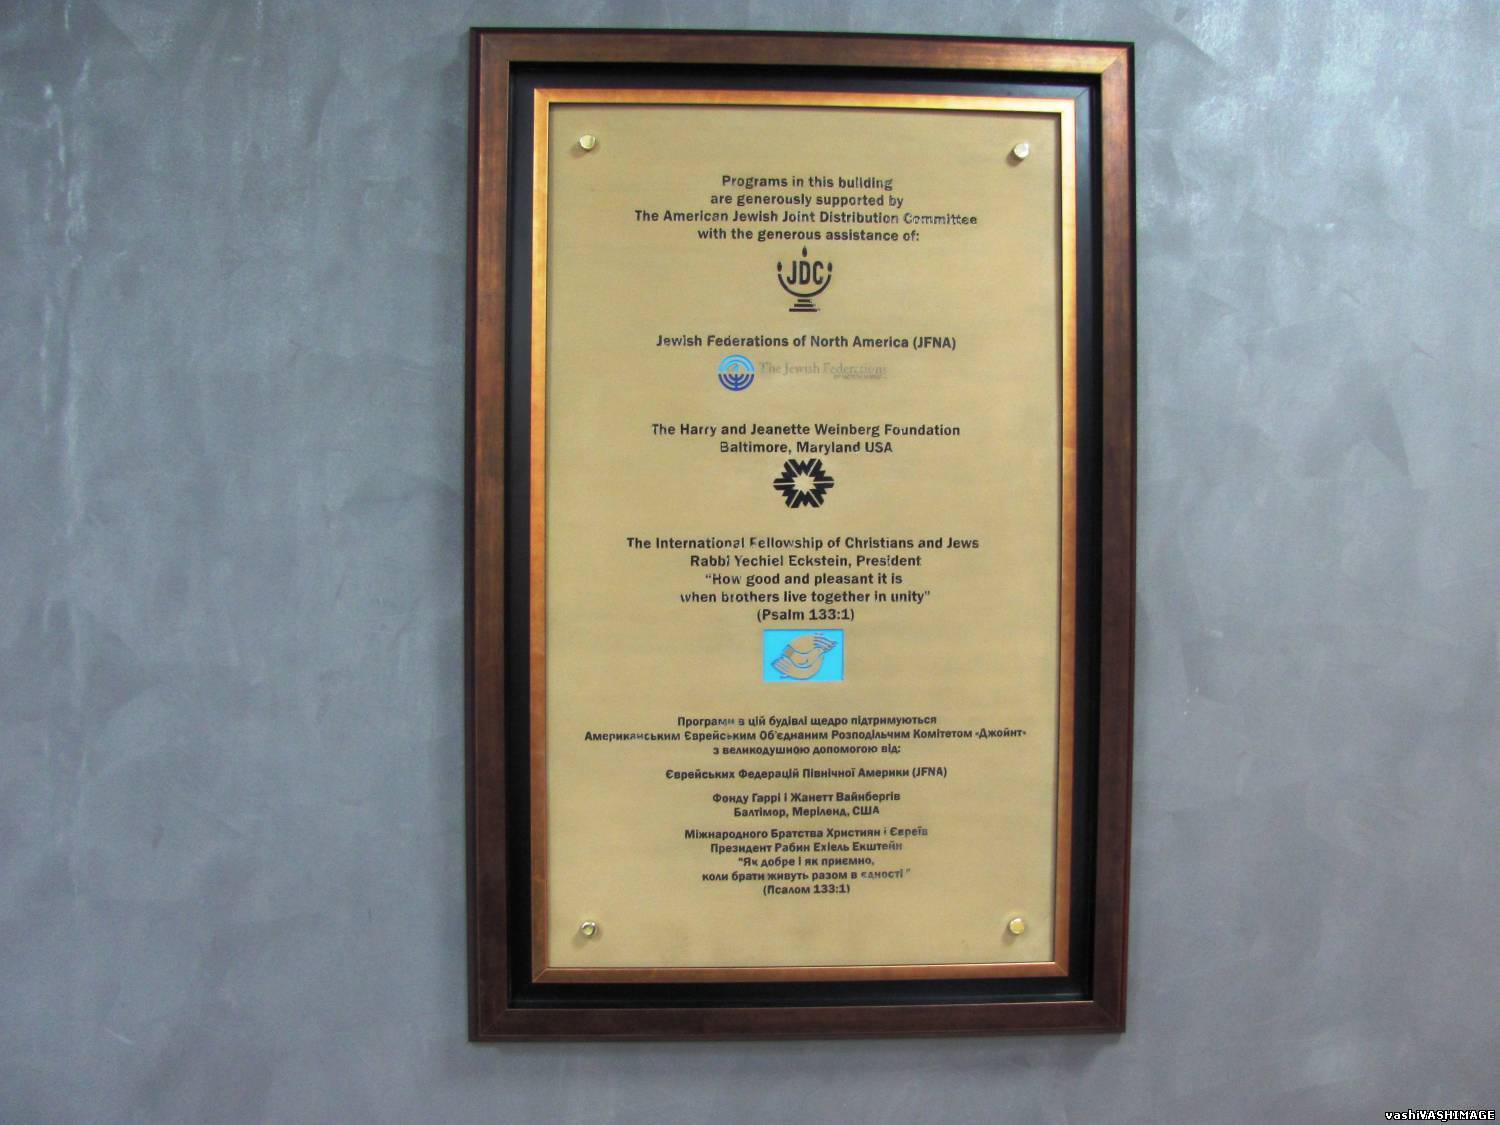 Programs in this building
are generously supported by
The American Jewish Joint Distribution Committee
with the generous assistance of:
JDC
Jewish Federations of North America (JFNA)
The Jewish Federations
OF NORTH AMERICA
The Harry and Jeanette Weinberg Foundation
Baltimore, Maryland USA
The International Fellowship of Christians and Jews
Rabbi Yechiel Eckstein, President
“How good and pleasant it is
when brothers live together in unity”
(Psalm 133:1)
Програми в цій будівлі щедро підтримуються
Американським Єврейським Об'єднаним Розподільчим Комітетом «Джойнт»
з великодушною допомогою від:
Єврейських Федерацій Північної Америки (JFNA)
Фонду Гаррі і Жанетт Вайнбергів
Балтімор, Меріленд, США
Міжнародного Братства Християн і Євреїв
Президент Рабин Ехіель Екштейн
"Як добре і як приємно,
коли брати живуть разом в єдності"
(Псалом 133:1)
vashiVASHIMAGE